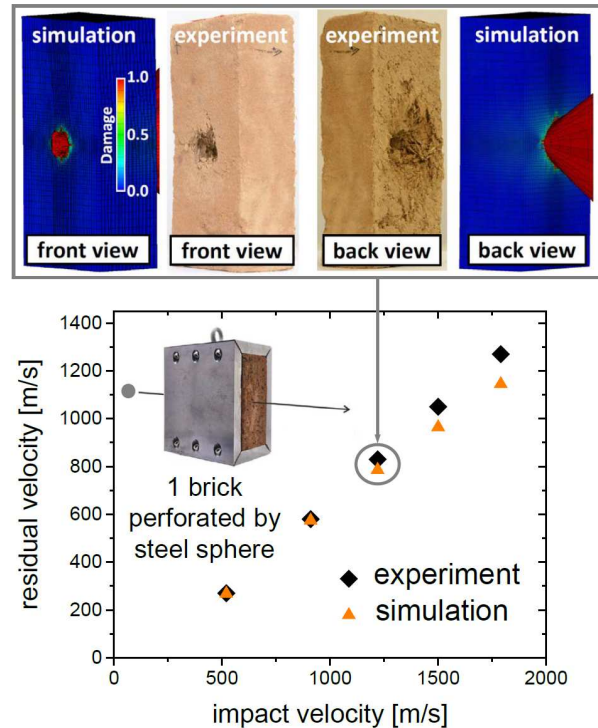 simulation
experiment
experiment
simulation
Damage
1.0
0.5
0.0
front view
front view
back view
back view
residual velocity [m/s]
1400
1200
1000
800
600
400
200
0
1 brick
perforated by
steel sphere
experiment
simulation
0
500
1000
1500
2000
impact velocity [m/s]